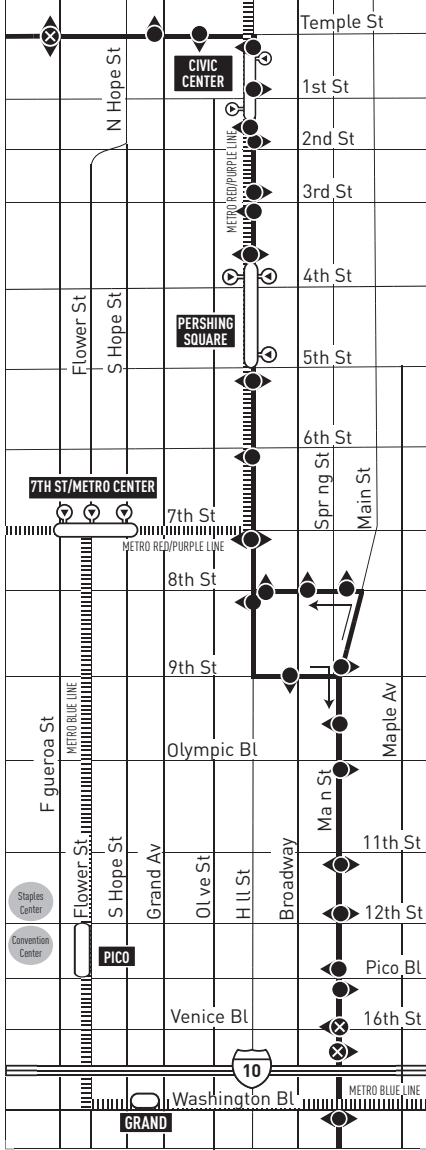 Temple St
CIVIC
CENTER
N Hope St
1st St
2nd St
METRO RED/PURPLE LINE
3rd St
4th St
Flower St
S Hope St
PERSHING
SQUARE
5th St
6th St
Spr ng St
Main St
7TH ST/METRO CENTER
7th St
METRO RED/PURPLE LINE
8th St
9th St
F gueroa St
METRO BLUE LINE
Olympic Bl
Ma n St
Maple Av
11th St
Flower St
S Hope St
Grand Av
Ol ve St
H ll St
Broadway
Staples
Center
12th St
Convention
Center
PICO
Pico Bl
Venice Bl
16th St
10
METRO BLUE LINE
Washington Bl
GRAND